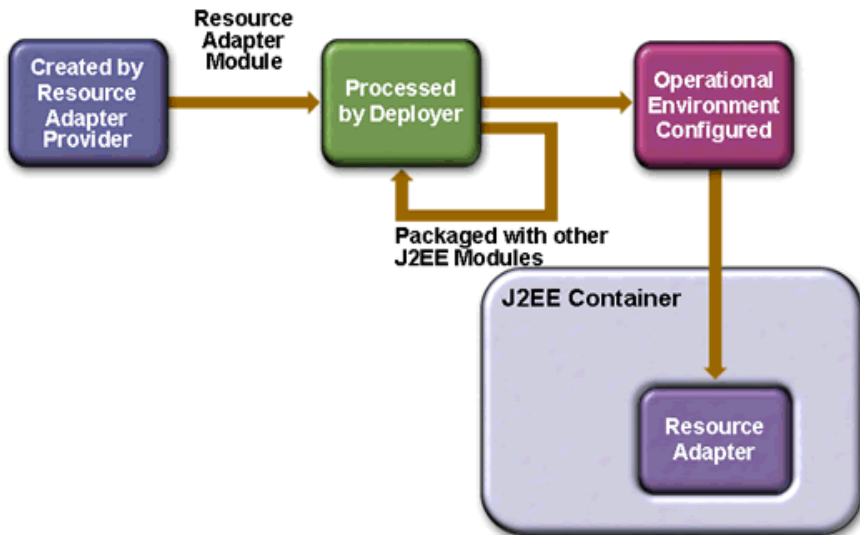 Resource
Adapter
Module
Created by
Resource
Adapter
Provider
Processed
by Deployer
Operational
Environment
Configured
Packaged with other
J2EE Modules
J2EE Container
Resource
Adapter